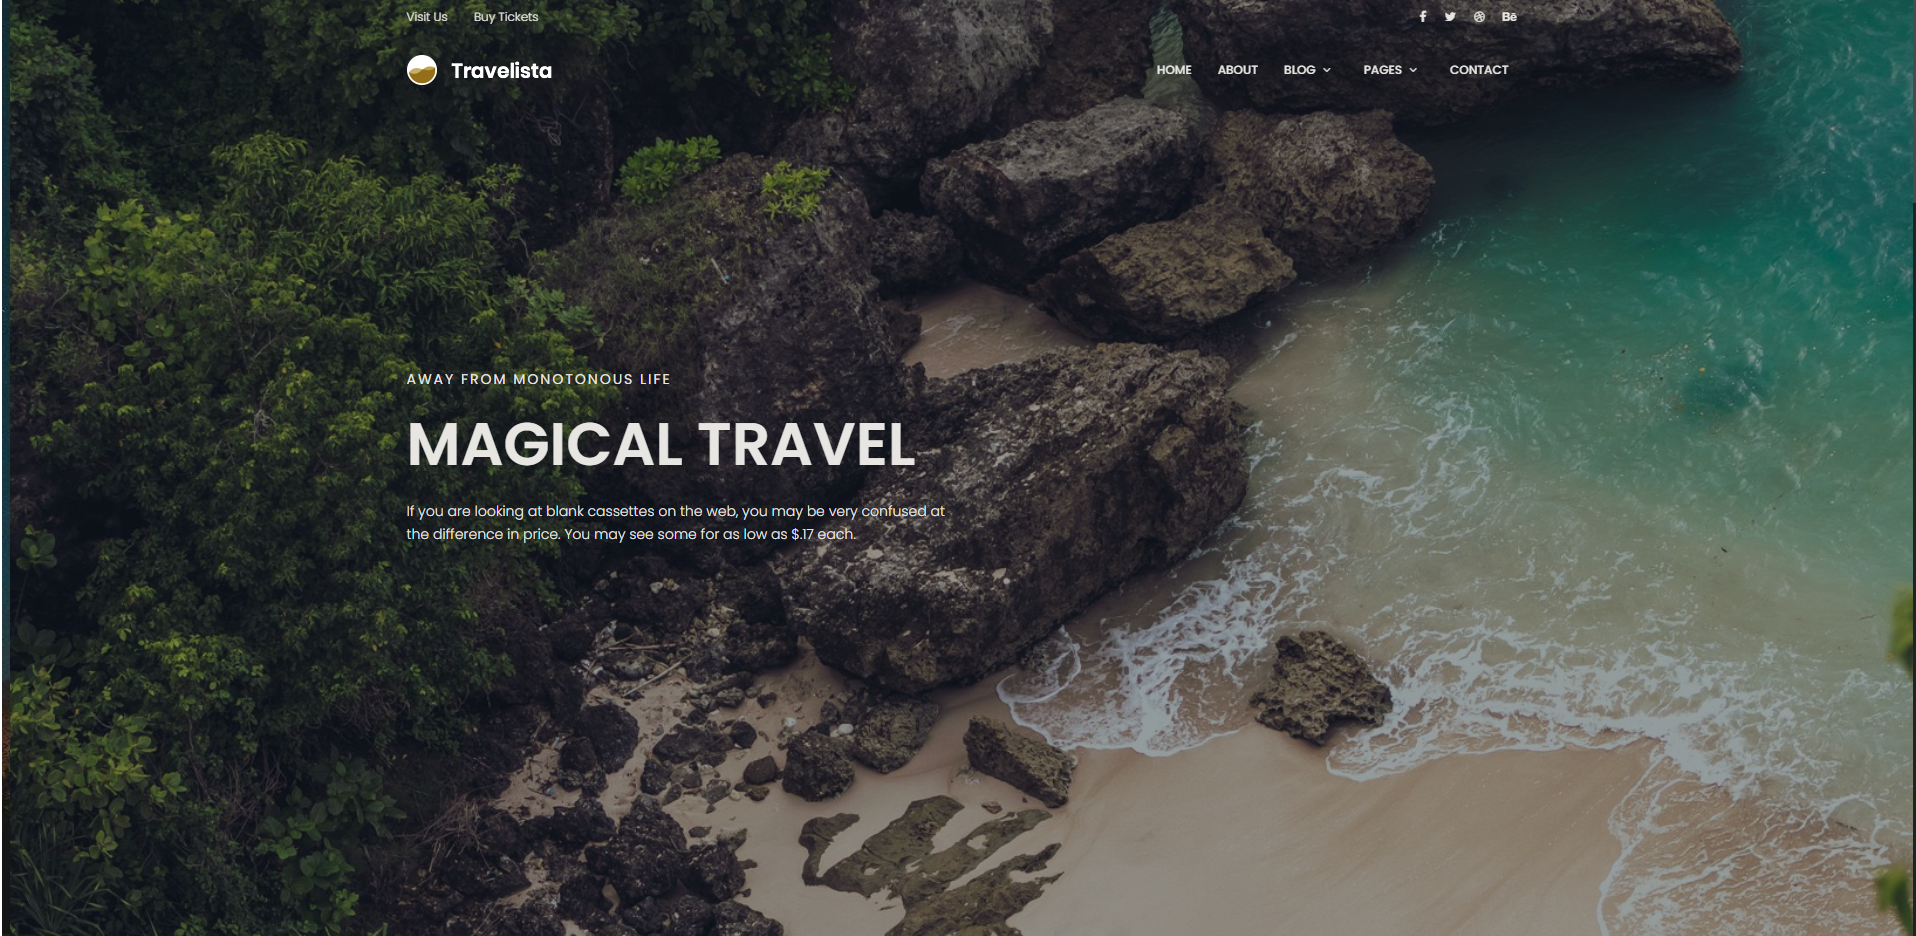 Visit Us Buy Tickets Bē
Travelista HOME ABOUT BLOG PAGES CONTACT
AWAY FROM MONOTONOUS LIFE
MAGICAL TRAVEL
If you are looking at blank cassettes on the web, you may be very confused at
the difference in price. You may see some for as low as $.17 each.